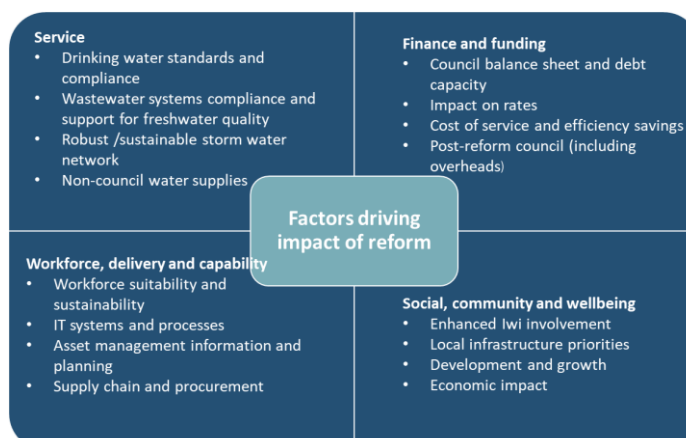 Service
• Drinking water standards and
compliance
• Wastewater systems compliance and
support for freshwater quality
• Robust /sustainable storm water
network
• Non-council water supplies
Finance and funding
• Council balance sheet and debt
capacity
• Impact on rates
• Cost of service and efficiency savings
• Post-reform council (including
overheads)
Factors driving
impact of reform
Workforce, delivery and capability
• Workforce suitability and
sustainability
• IT systems and processes
• Asset management information and
planning
• Supply chain and procurement
Social, community and wellbeing
• Enhanced Iwi involvement
• Local infrastructure priorities
• Development and growth
• Economic impact